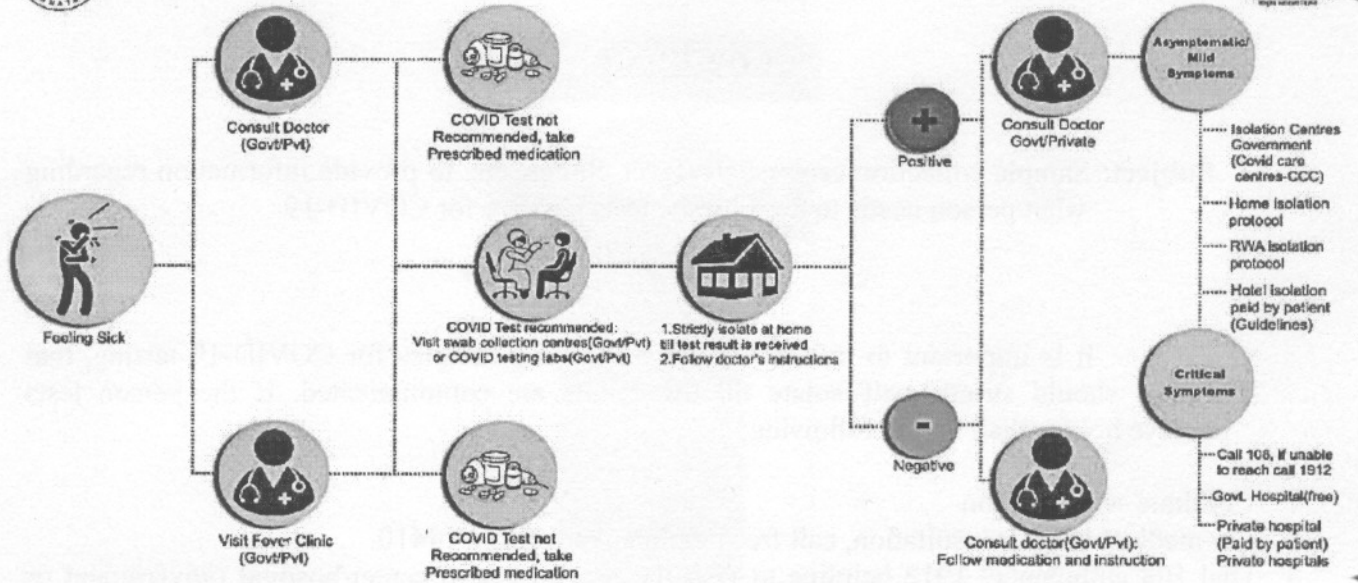 Feeling Sick
Consult Doctor
(Govt/Pvt)
Visit Fever Clinic
(Govt/Pvt)
COVID Test not
Recommended, take
Prescribed medication
COVID Test recommended:
Visit swab collection centres(Govt/Pvt)
or COVID testing labs(Govt/Pvt)
COVID Test not
Recommended, take
Prescribed medication
1.Strictly isolate at home
till test result is received
2.Follow doctor's instructions
+
Positive
-
Negative
Consult Doctor
Govt/Private
Consult doctor(Govt/Pvt):
Follow medication and instruction
Asymptematic/
Mild
Symptoms
Isolation Centres
Government
(Covid care
centres-CCC)
Home isolation
protocol
RWA isolation
protocol
Hotel isolation
paid by patient
(Guidelines)
Critical
Symptoms
Call 108, if unable
to reach call 1912
Govt. Hospital(free)
Private hospital
(Paid by patient)
Private hospitals